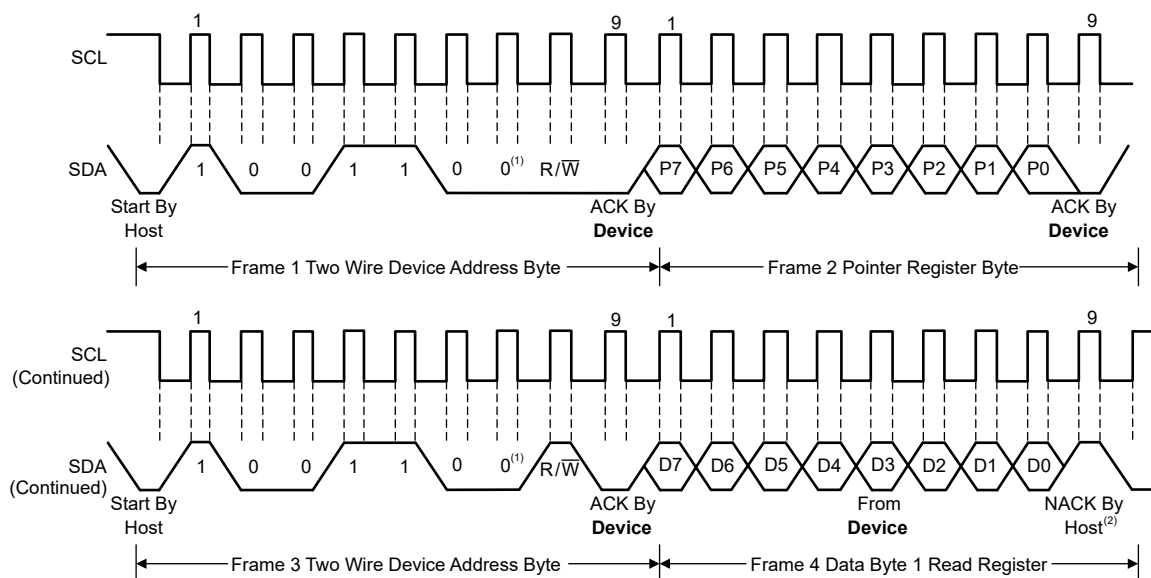 1 9 1 9
SCL
SDA 1 0 0 1 1 0 0(1) R/W̅ P7 P6 P5 P4 P3 P2 P1 P0
Start By Host
ACK By Device
ACK By Device
Frame 1 Two Wire Device Address Byte Frame 2 Pointer Register Byte
1 9 1 9
SCL
(Continued)
SDA
(Continued)
1 0 0 1 1 0 0(1) R/W̅ D7 D6 D5 D4 D3 D2 D1 D0
Start By
Host
ACK By
Device
From
Device
NACK By
Host(2)
Frame 3 Two Wire Device Address Byte Frame 4 Data Byte 1 Read Register